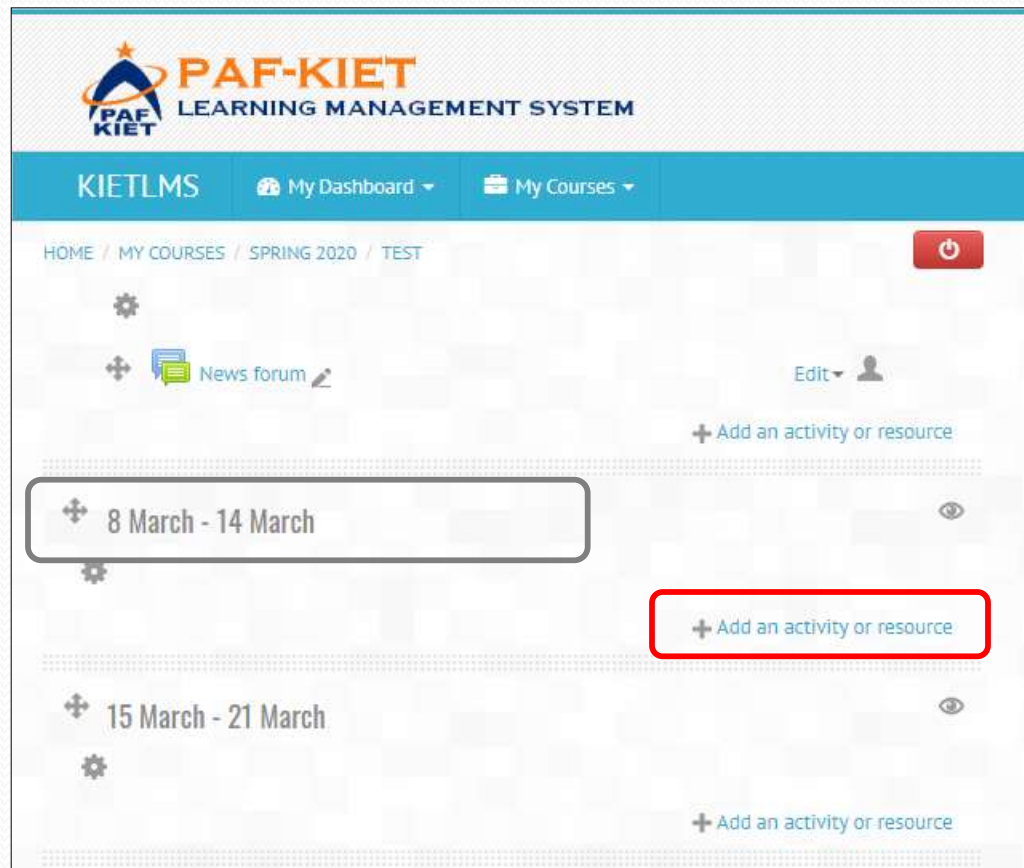 PAF-KIET
LEARNING MANAGEMENT SYSTEM
PAF
KIET
KIETLMS My Dashboard My Courses
HOME / MY COURSES / SPRING 2020 / TEST
News forum Edit
Add an activity or resource
8 March - 14 March
Add an activity or resource
15 March - 21 March
Add an activity or resource